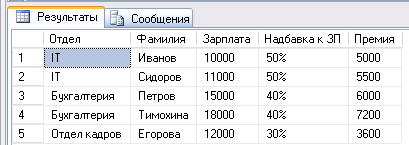 Результаты Сообщения
Отдел Фамилия Зарплата Надбавка к ЗП Премия
1 IT Иванов 10000 50% 5000
2 IT Сидоров 11000 50% 5500
3 Бухгалтерия Петров 15000 40% 6000
4 Бухгалтерия Тимохина 18000 40% 7200
5 Отдел кадров Егорова 12000 30% 3600